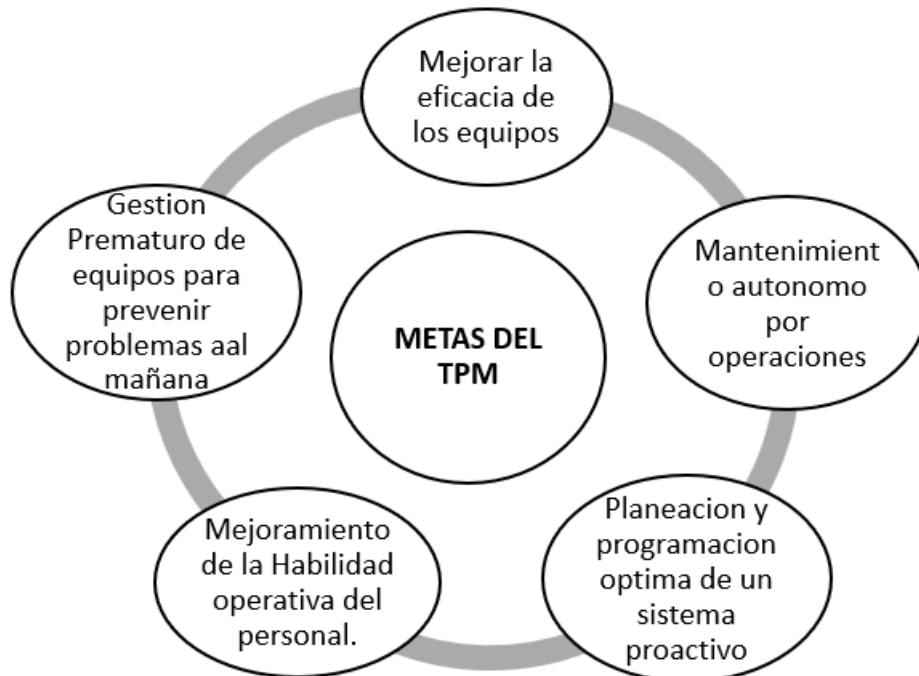 Mejorar la
eficacia de
los equipos
Mantenimient
o autonomo
por
operaciones
Planeacion y
programacion
optima de un
sistema
proactivo
Mejoramiento
de la Habilidad
operativa del
personal.
Gestion
Prematuro de
equipos para
prevenir
problemas aal
mañana
METAS DEL
TPM